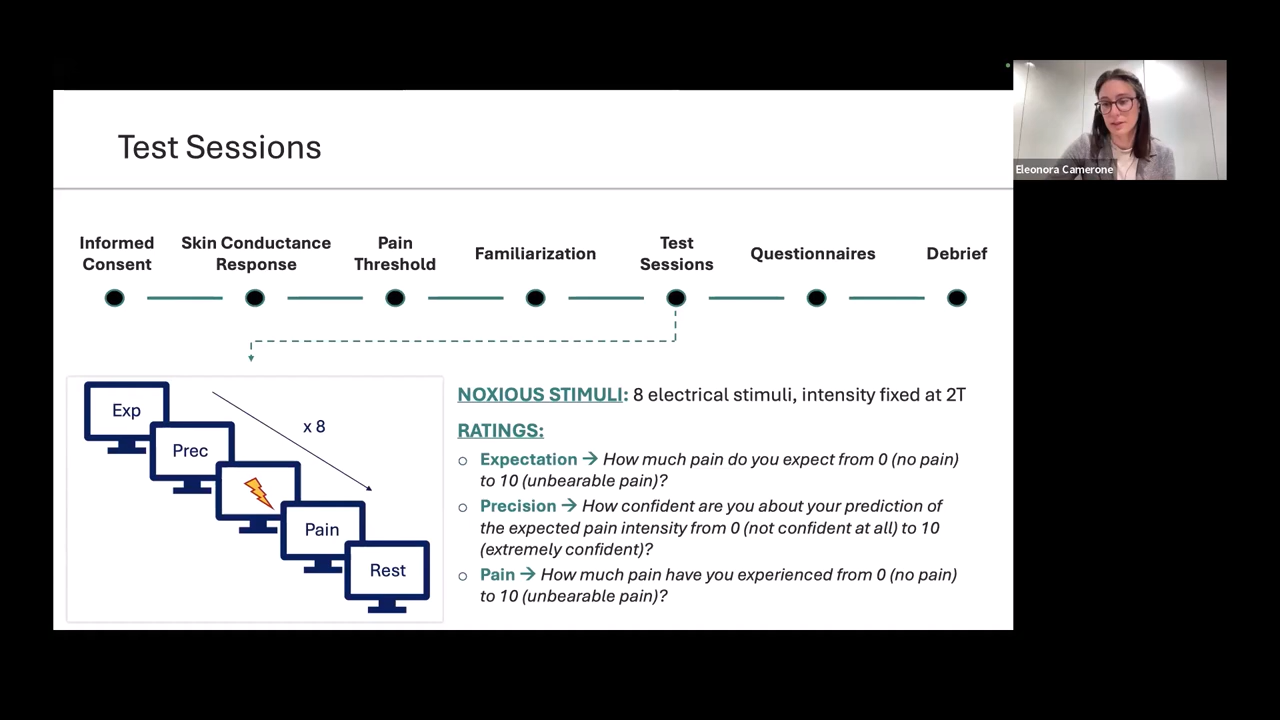 Test Sessions
Eleonora Camerone
Informed
Consent
Skin Conductance
Response
Pain
Threshold
Familiarization
Test
Sessions
Questionnaires
Debrief
Exp
Prec
Pain
Rest
x 8
NOXIOUS STIMULI: 8 electrical stimuli, intensity fixed at 2T
RATINGS:
○ Expectation → How much pain do you expect from 0 (no pain)
to 10 (unbearable pain)?
○ Precision → How confident are you about your prediction of
the expected pain intensity from 0 (not confident at all) to 10
(extremely confident)?
○ Pain → How much pain have you experienced from 0 (no pain)
to 10 (unbearable pain)?